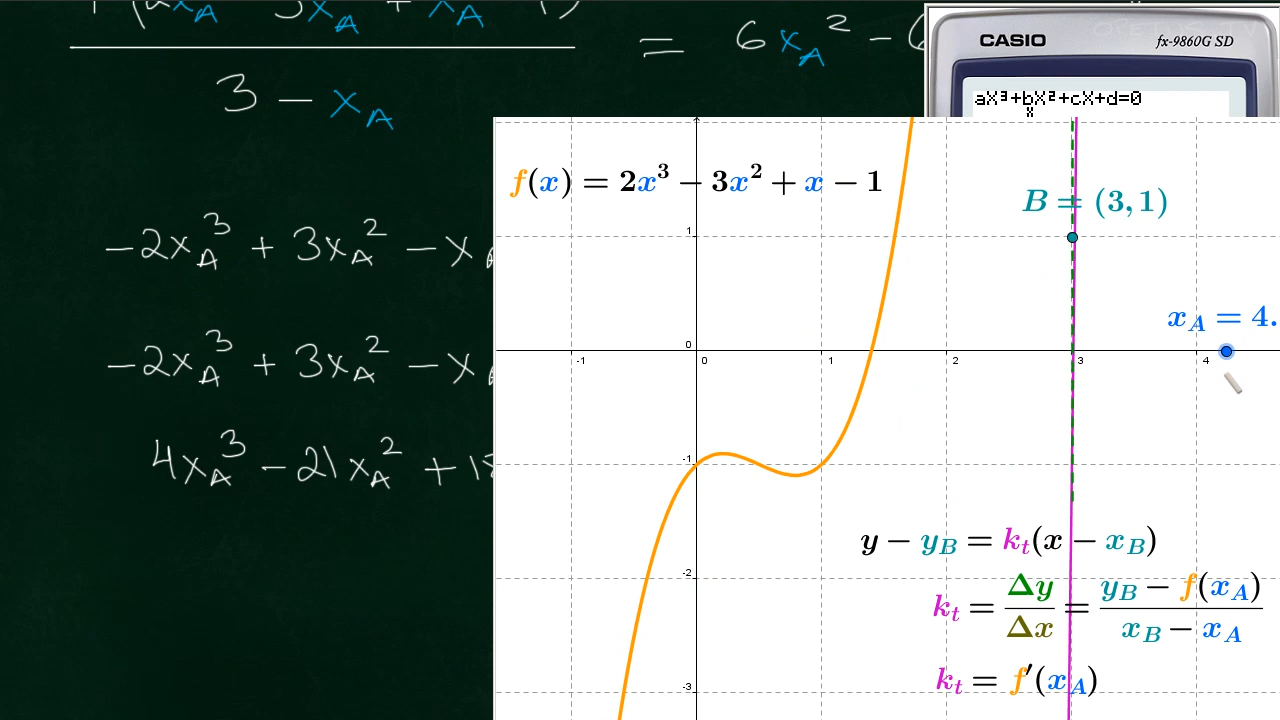 = 6x_A² −
3 − x_A
CASIO fx-9860G SD
aX³+bX²+cX+d=0
f(x) = 2x³ − 3x² + x − 1
B = (3, 1)
−2x_A³ + 3x_A² − x
1
x_A = 4.
0
-1 0 1 2 3 4
−2x_A³ + 3x_A² − x
4x_A³ − 21x_A² + 1
-1
y − y_B = k_t(x − x_B)
-2
k_t = Δy/Δx = (y_B − f(x_A))/(x_B − x_A)
k_t = f′(x_A)
-3